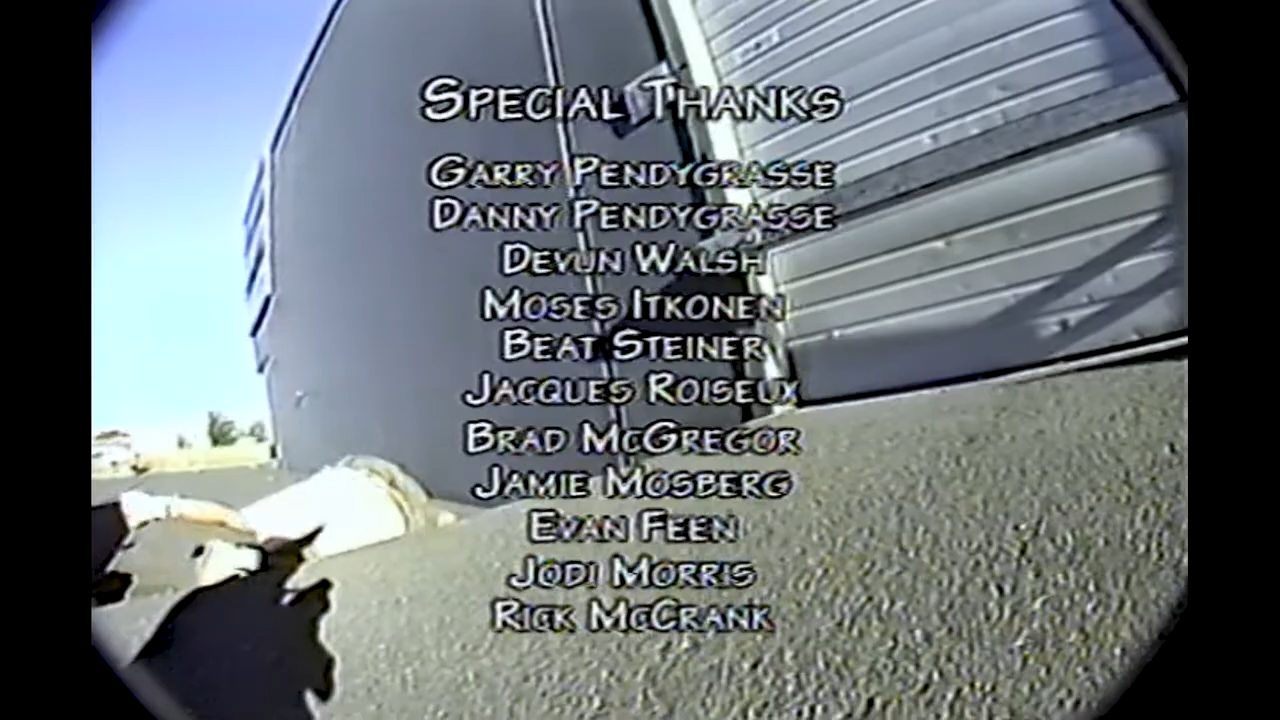 Special Thanks
Garry Pendygrasse
Danny Pendygrasse
Devun Walsh
Moses Itkonen
Beat Steiner
Jacques Roiseux
Brad McGregor
Jamie Mosberg
Evan Feen
Jodi Morris
Rick McCrank